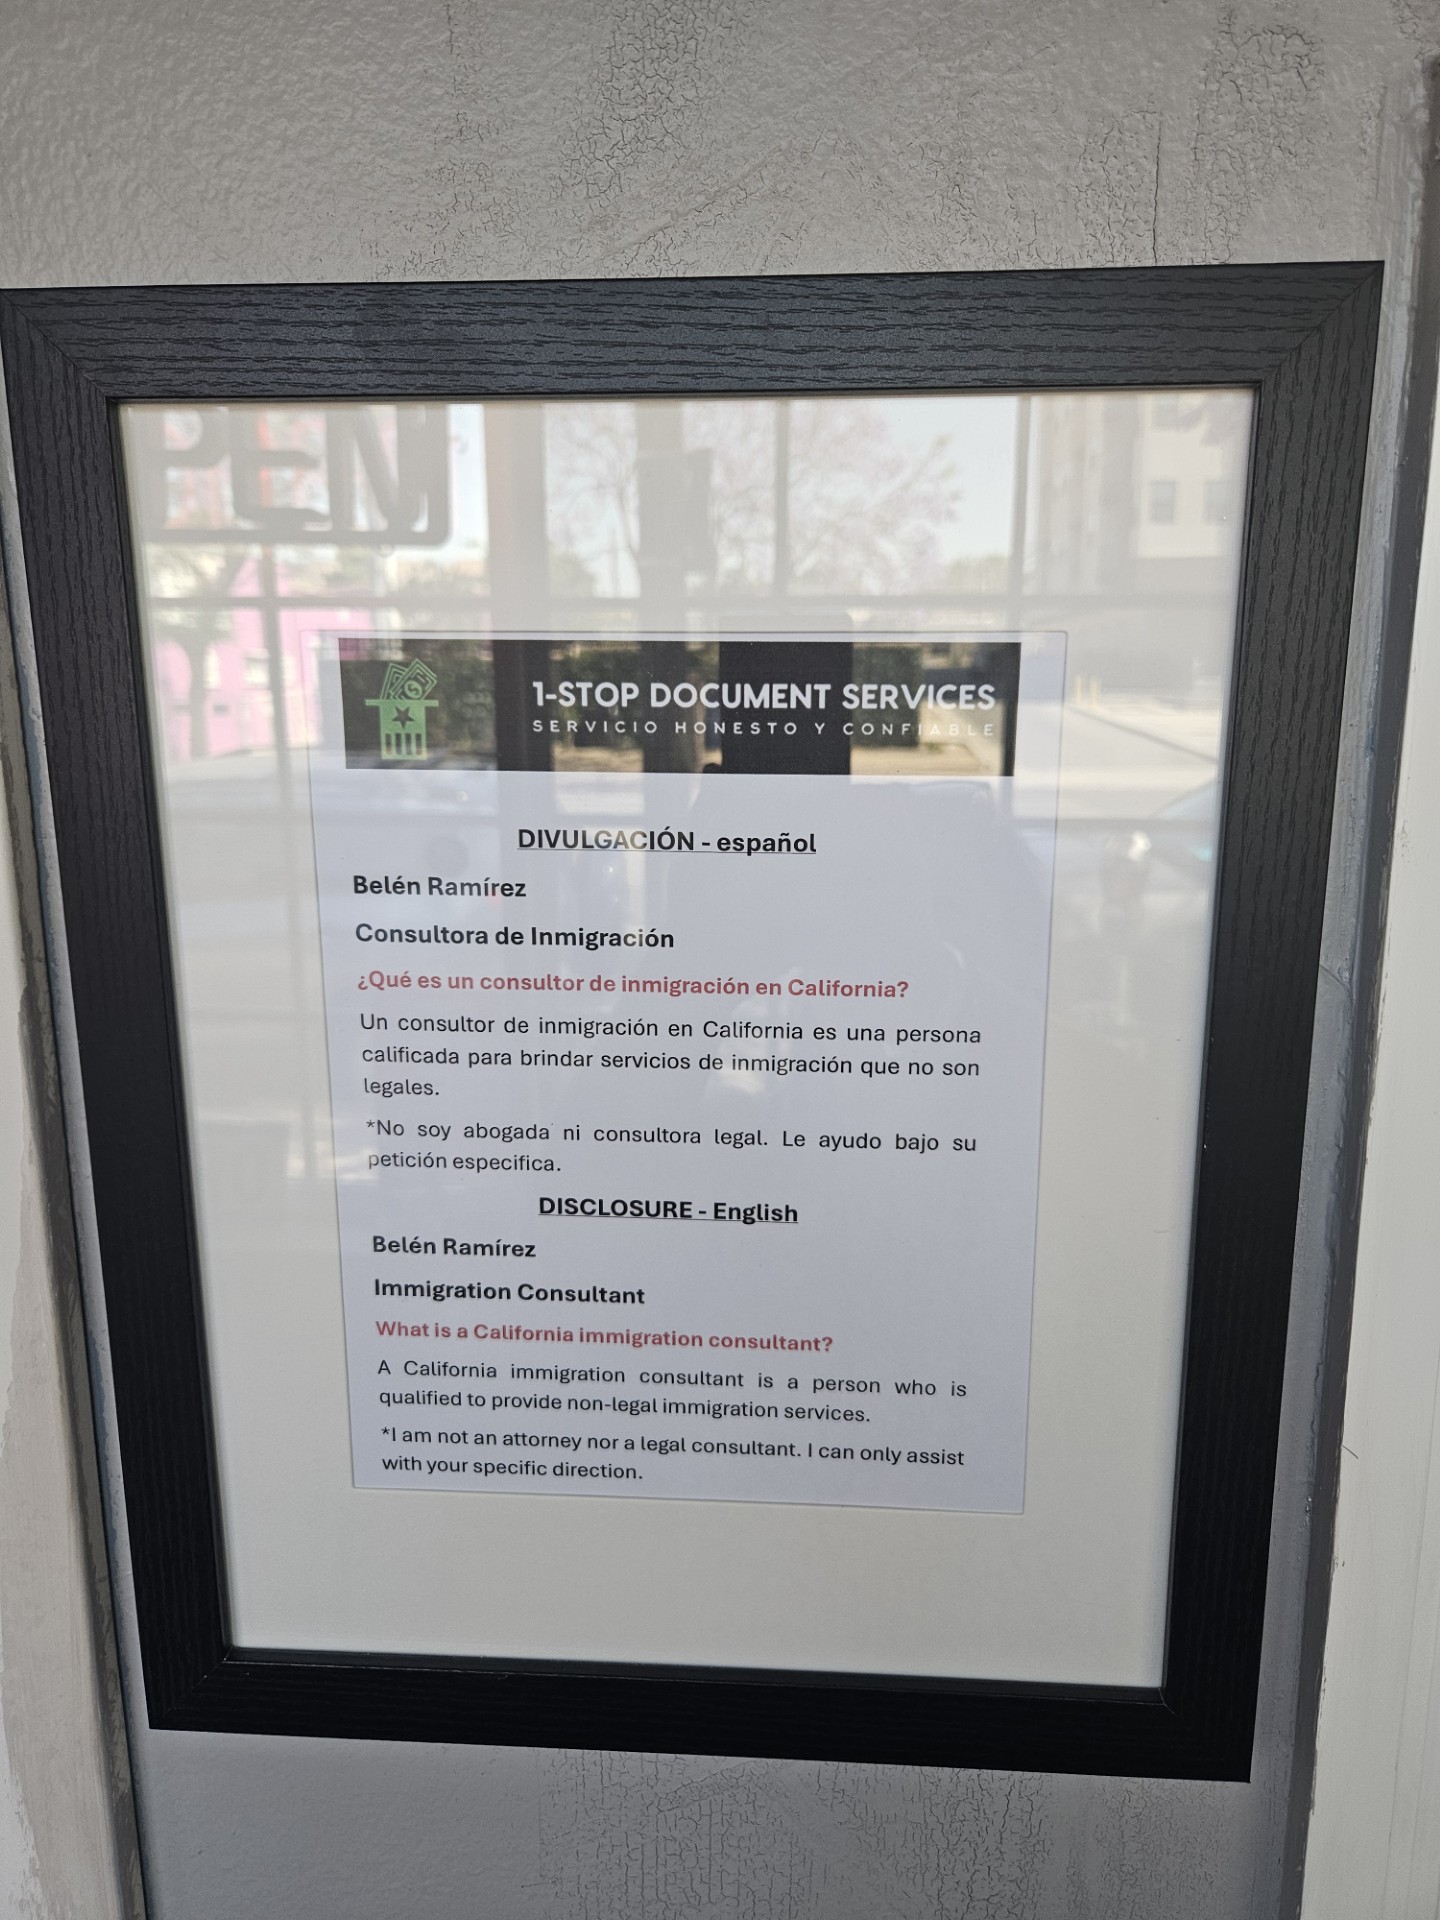 PEN
1-STOP DOCUMENT SERVICES
SERVICIO HONESTO Y CONFIABLE
DIVULGACIÓN - español
Belén Ramírez
Consultora de Inmigración
¿Qué es un consultor de inmigración en California?
Un consultor de inmigración en California es una persona
calificada para brindar servicios de inmigración que no son
legales.
*No soy abogada ni consultora legal. Le ayudo bajo su
petición especifica.
DISCLOSURE - English
Belén Ramírez
Immigration Consultant
What is a California immigration consultant?
A California immigration consultant is a person who is
qualified to provide non-legal immigration services.
*I am not an attorney nor a legal consultant. I can only assist
with your specific direction.